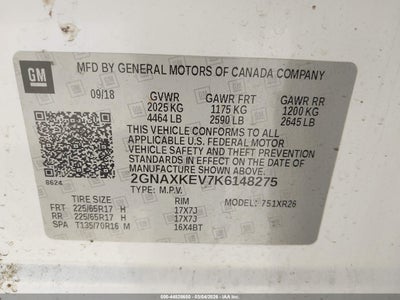 GM
MFD BY GENERAL MOTORS OF CANADA COMPANY
09/18 GVWR GAWR FRT GAWR RR
2025 KG 1175 KG 1200 KG
4464 LB 2590 LB 2645 LB
THIS VEHICLE CONFORMS TO ALL
APPLICABLE U.S. FEDERAL MOTOR
VEHICLE SAFETY AND BUMPER
STANDARDS IN EFFECT ON THE
DATE OF MANUFACTURE SHOWN ABOVE.
8624
2GNAXKEV7K6148275
TYPE: M.P.V. MODEL: 751XR26
TIRE SIZE RIM
FRT 225/65R17 H 17X7J
RR 225/65R17 H 17X7J
SPA T135/70R16 M 16X4BT